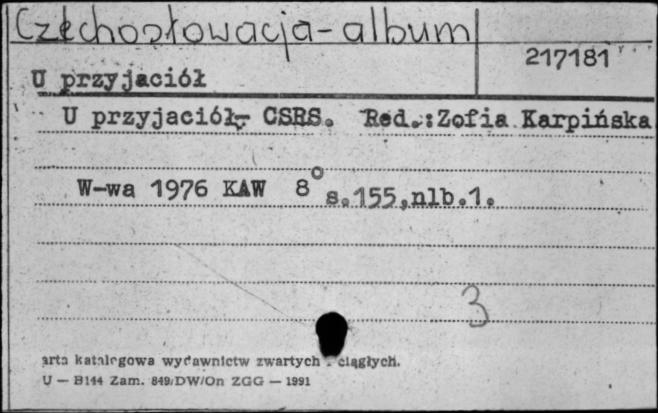 Czechosłowacja-album
217181
U przyjaciół
U przyjaciół- CSRS. Red.:Zofia Karpińska
W-wa 1976 KAW 8° s.155,nlb.1.
3
arta katalogowa wydawnictw zwartych i ciągłych.
U — B144 Zam. 849/DW/On ZGG — 1991